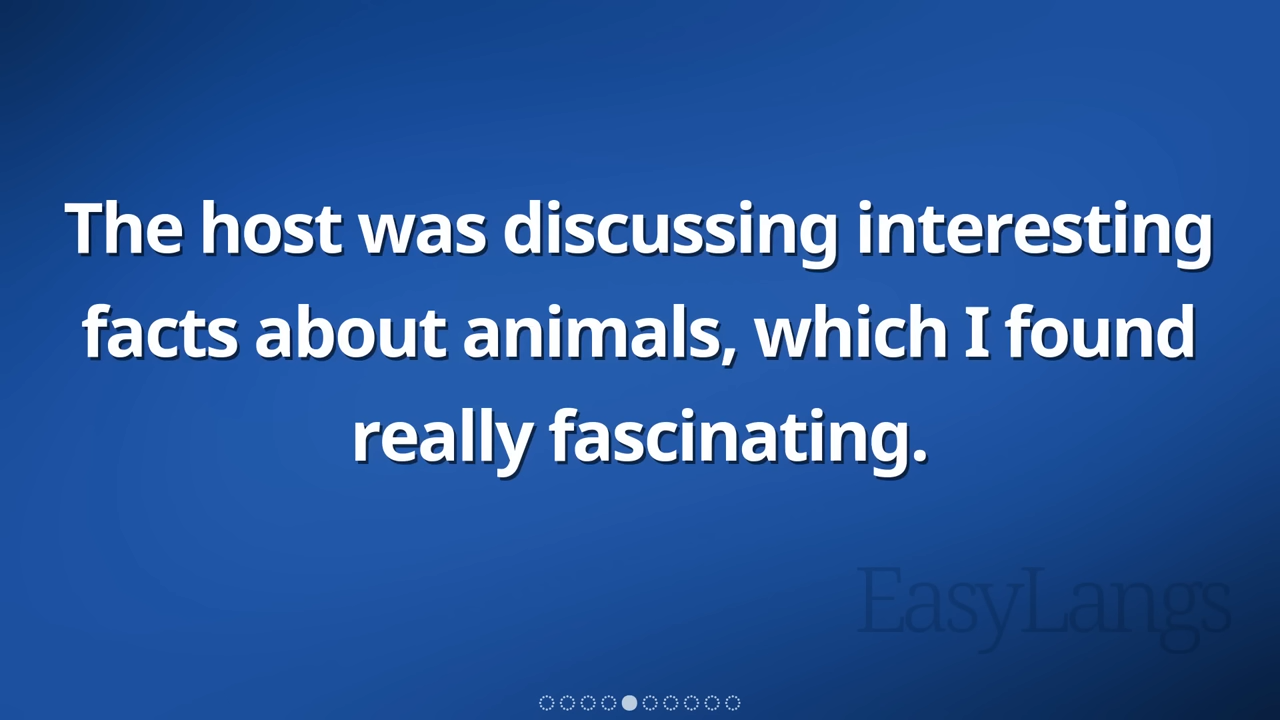 The host was discussing interesting
facts about animals, which I found
really fascinating.
EasyLangs